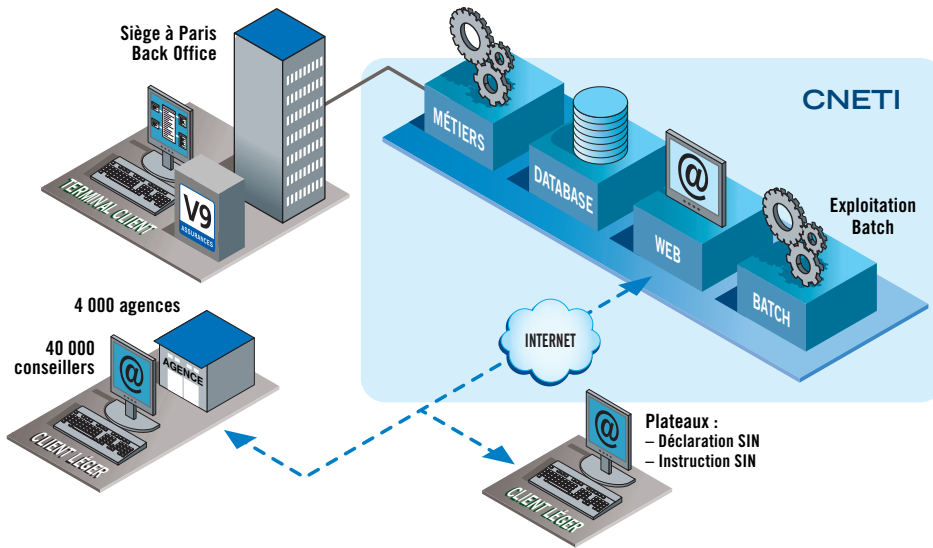 Siège à Paris
Back Office
TERMINAL CLIENT
V9
ASSURANCES
CNETI
MÉTIERS
DATABASE
@
WEB
BATCH
Exploitation
Batch
4 000 agences
40 000
conseillers
@
AGENCE
CLIENT LÉGER
INTERNET
@
CLIENT LÉGER
Plateaux :
– Déclaration SIN
– Instruction SIN